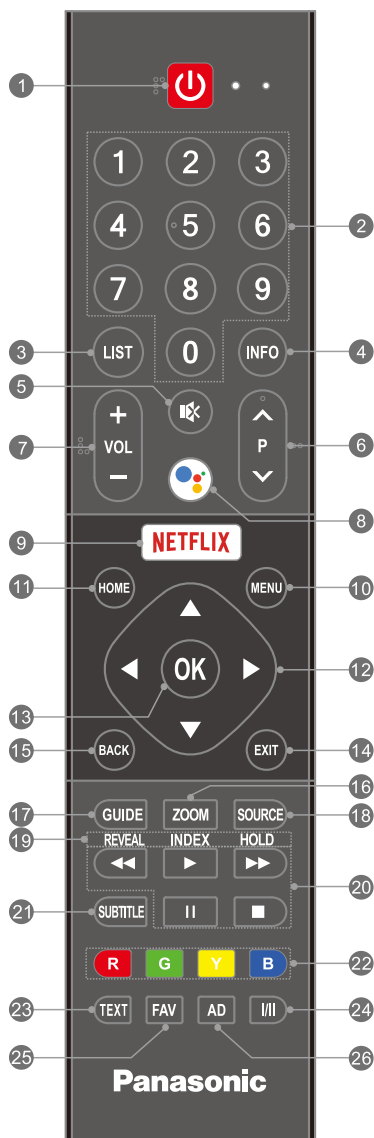 1
1 2 3
4 5 6 2
7 8 9
3 LIST 0 INFO 4
5
+ 
7 VOL P 6
−
8
9 NETFLIX
11 HOME MENU 10
OK 12
13
15 BACK EXIT 14
16
17 GUIDE ZOOM SOURCE 18
19 REVEAL INDEX HOLD
20
21 SUBTITLE
R G Y B 22
23 TEXT FAV AD I/II 24
25 26
Panasonic